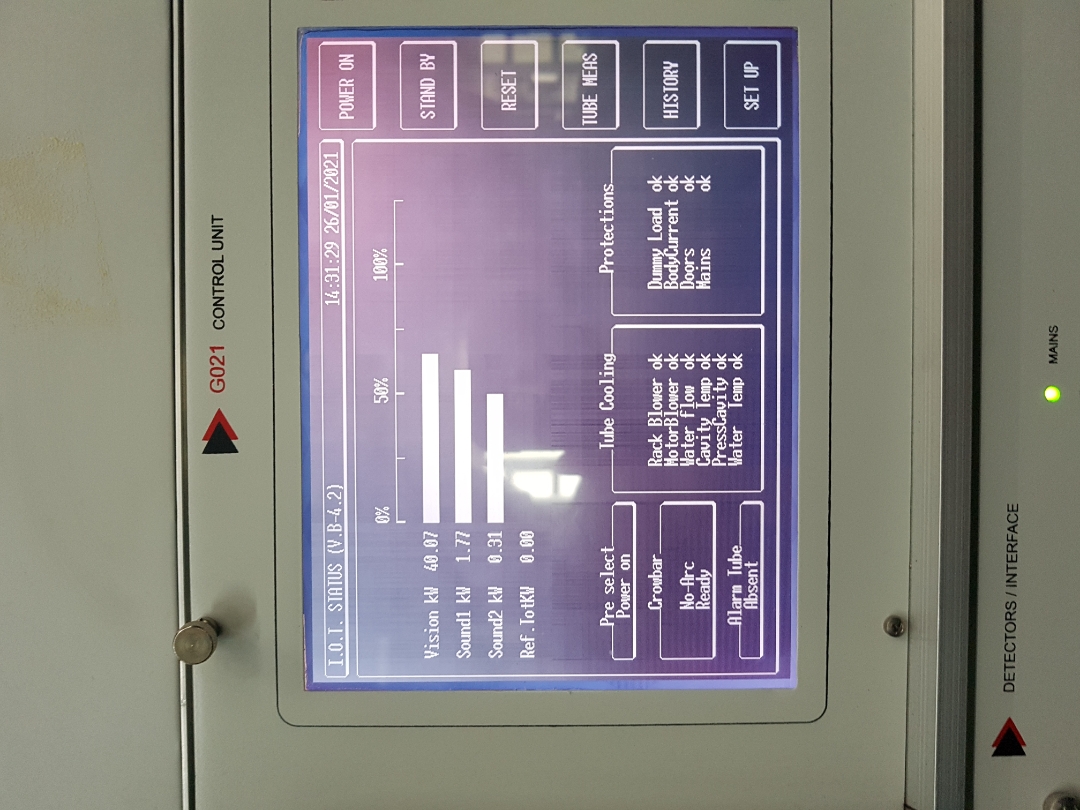 G021 CONTROL UNIT
I.O.T. STATUS (V.B-4.2) 14:31:29 26/01/2021
POWER ON
0% 50% 100%
STAND BY
Vision kW 40.07
Sound1 kW 1.77
Sound2 kW 0.31
RESET
Ref.TotKW 0.00
TUBE MEAS
Pre select
Power on
Crowbar
No-Arc
Ready
Alarm Tube
Absent
Tube Cooling
Rack Blower ok
MotorBlower ok
Water flow ok
Cavity Temp ok
PressCavity ok
Water Temp ok
Protections
Dummy Load ok
BodyCurrent ok
Doors ok
Mains ok
HISTORY
SET UP
DETECTORS / INTERFACE
MAINS